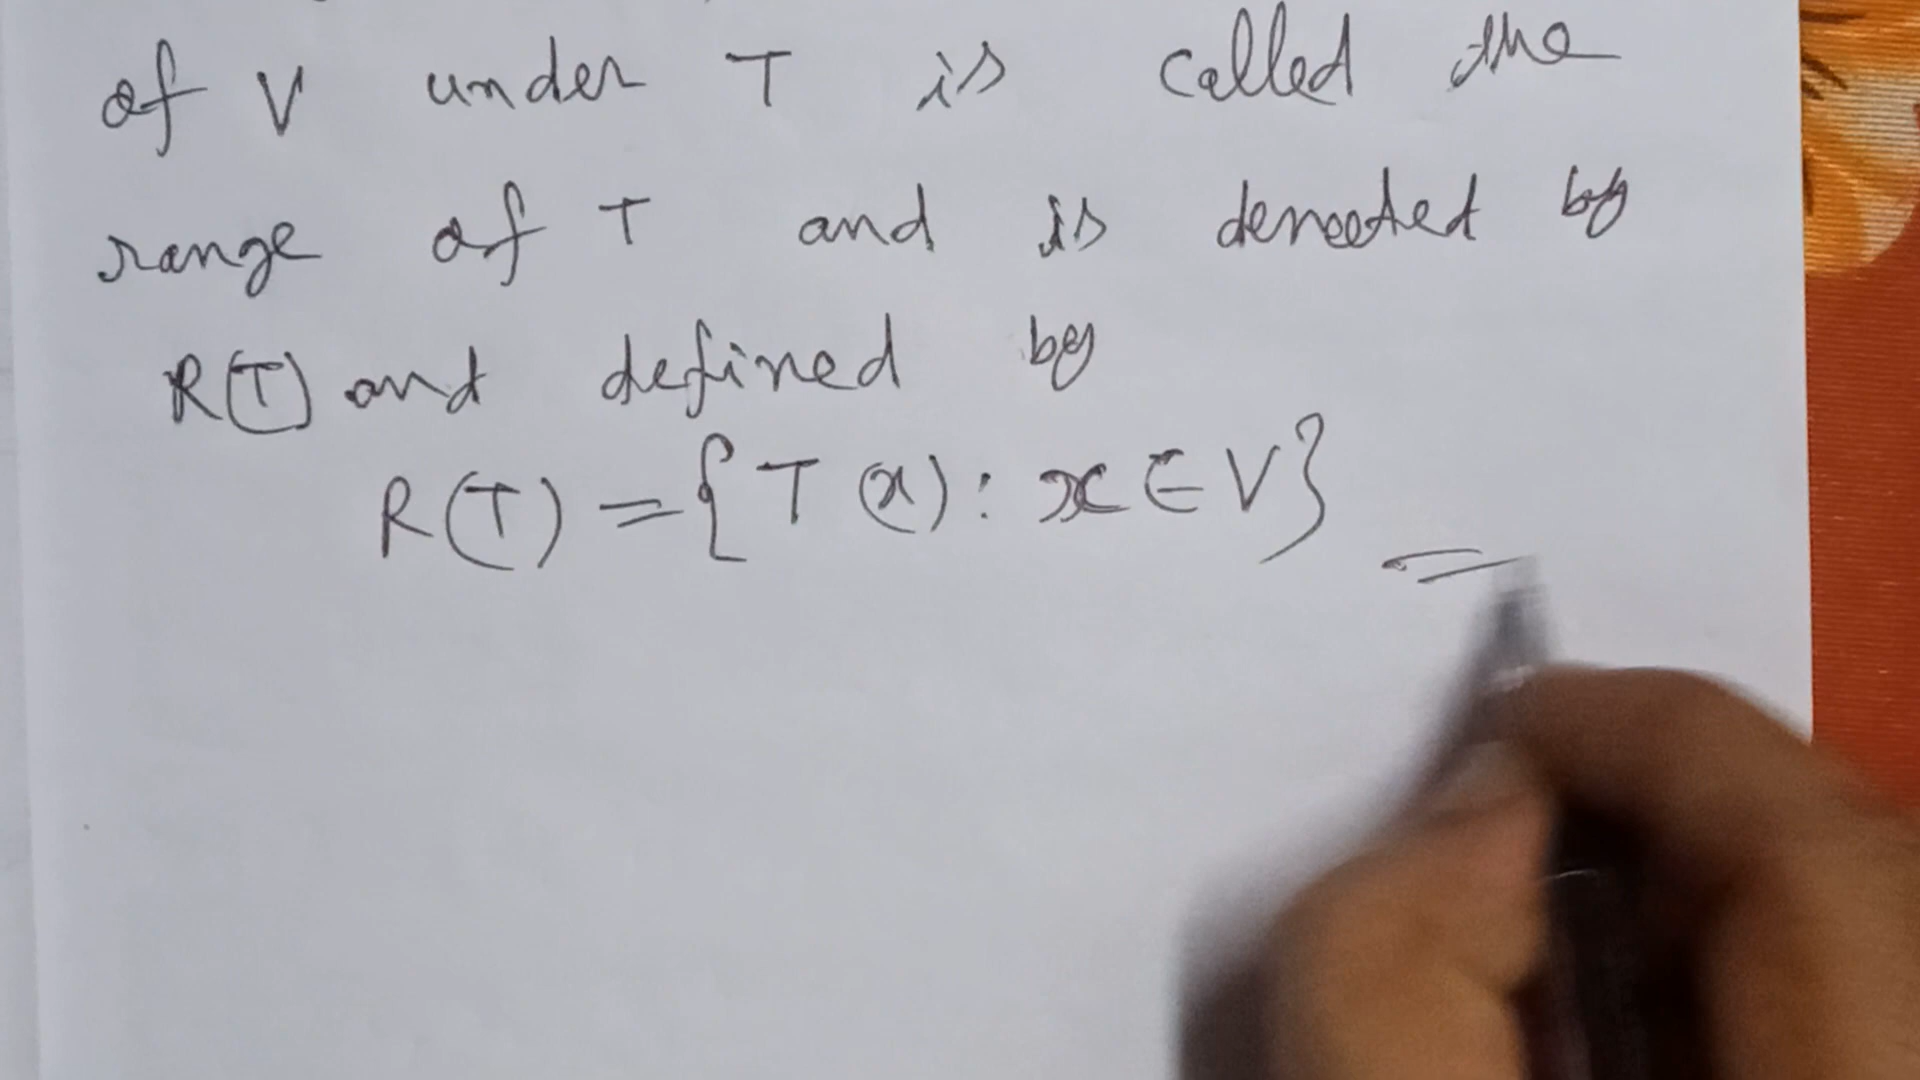 of V under T is called the
range of T and is denoted by
R(T) and defined by
R(T) = {T(x) : x ∈ V} =